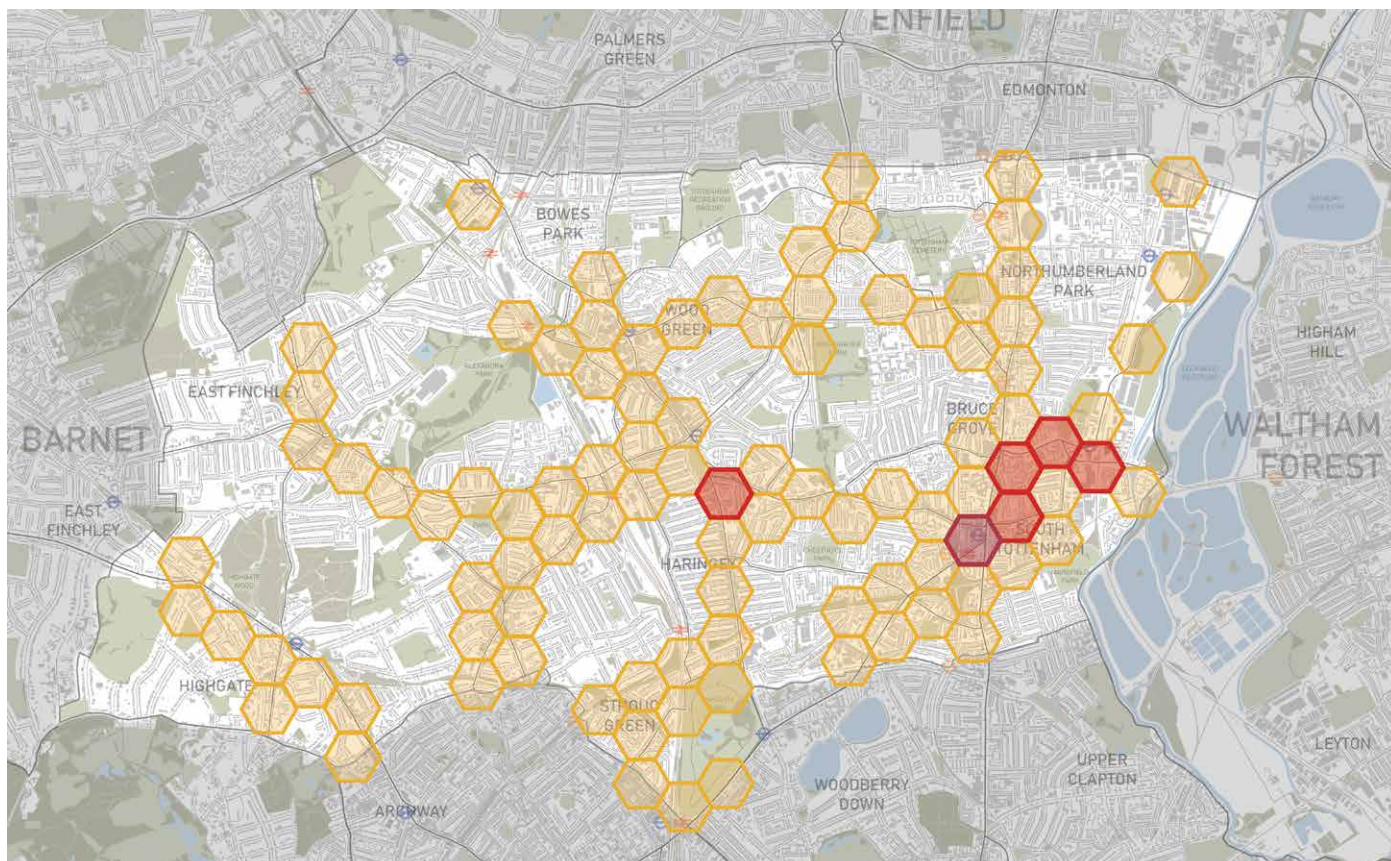 ENFIELD
PALMERS
GREEN
EDMONTON
BOWES
PARK
NORTHUMBERLAND
PARK
WOOD
GREEN
HIGHAM
HILL
EAST FINCHLEY
BRUCE
GROVE
BARNET
WALTHAM
FOREST
EAST
FINCHLEY
SOUTH
TOTTENHAM
HARINGEY
HIGHGATE
STROUD
GREEN
LEYTON
UPPER
CLAPTON
WOODBERRY
DOWN
ARCHWAY